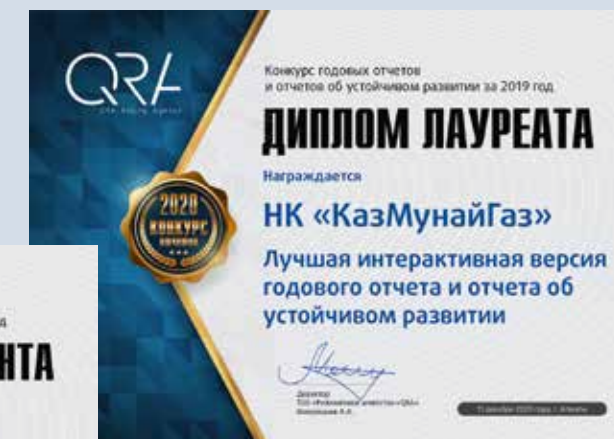 QRA
Конкурс годовых отчетов
и отчетов об устойчивом развитии за 2019 год
ДИПЛОМ ЛАУРЕАТА
Награждается
НК «КазМунайГаз»
Лучшая интерактивная версия
годового отчета и отчета об
устойчивом развитии
2020
КОНКУРС
Директор
НТА